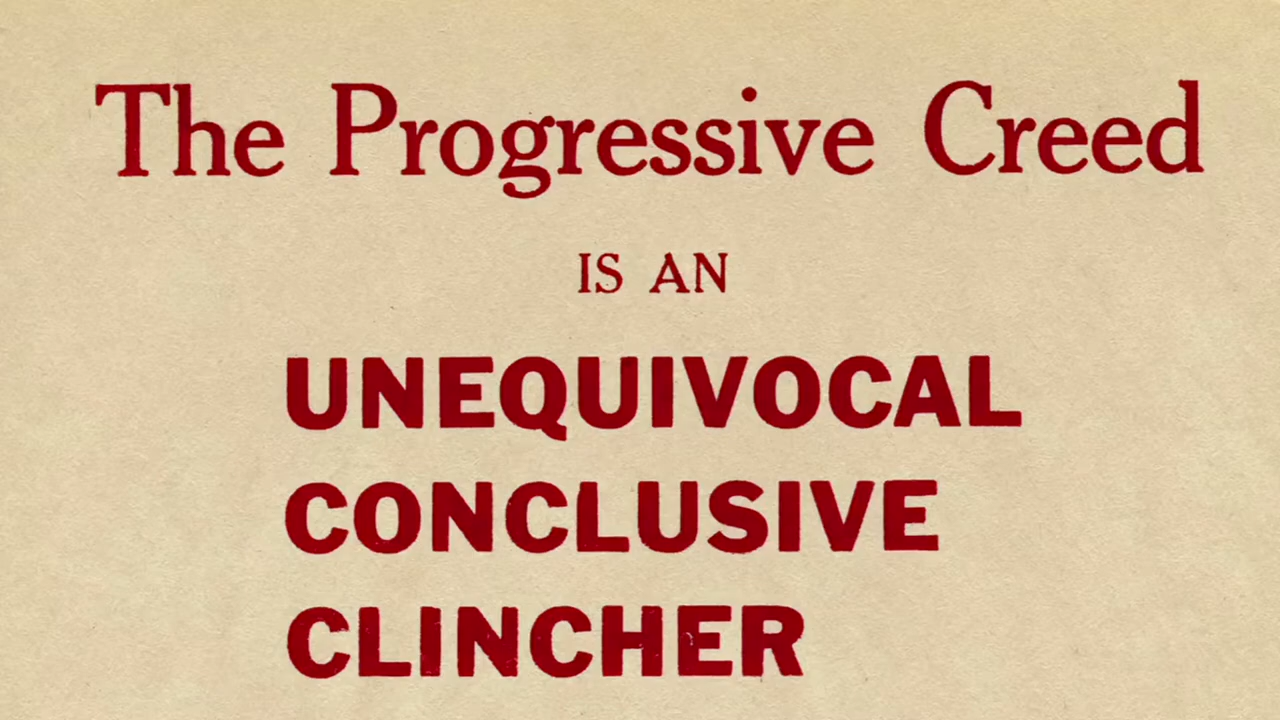 The Progressive Creed
IS AN
UNEQUIVOCAL
CONCLUSIVE
CLINCHER